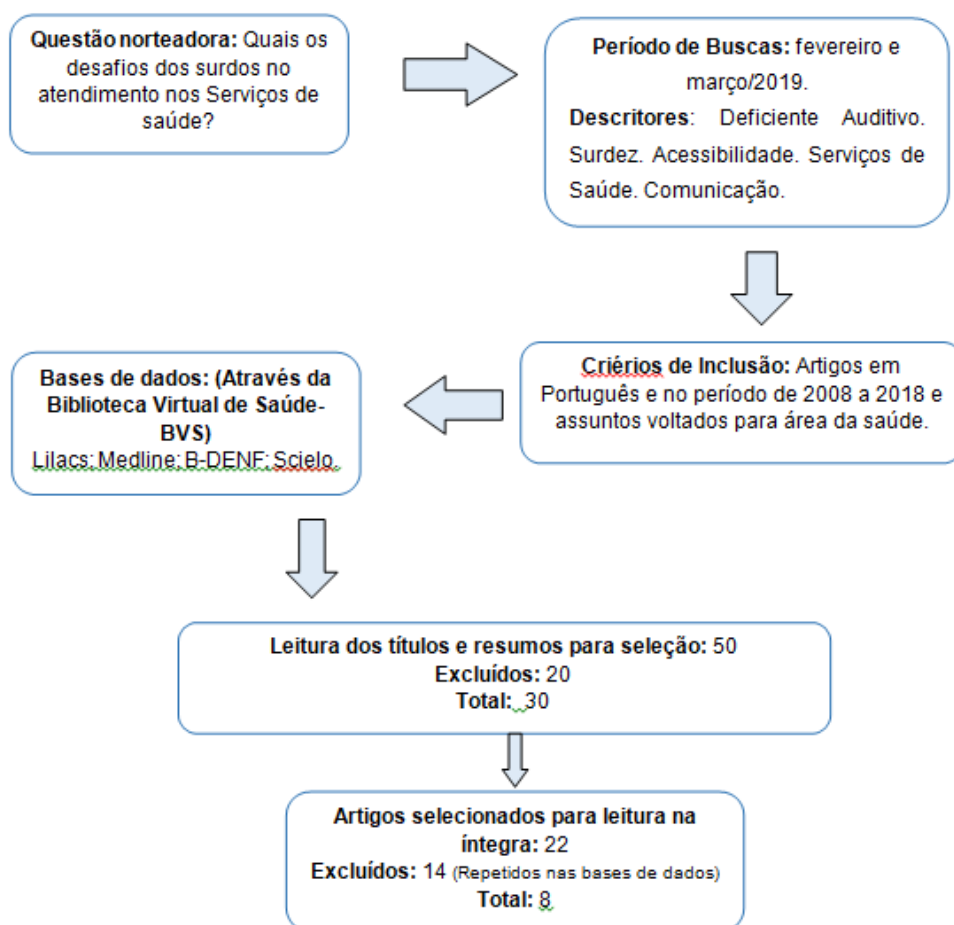 Questão norteadora: Quais os
desafios dos surdos no
atendimento nos Serviços de
saúde?
Período de Buscas: fevereiro e
março/2019.
Descritores: Deficiente Auditivo.
Surdez. Acessibilidade. Serviços de
Saúde. Comunicação.
Criérios de Inclusão: Artigos em
Português e no período de 2008 a 2018 e
assuntos voltados para área da saúde.
Bases de dados: (Através da
Biblioteca Virtual de Saúde-
BVS)
Lilacs; Medline; B-DENF; Scielo.
Leitura dos títulos e resumos para seleção: 50
Excluídos: 20
Total: 30
Artigos selecionados para leitura na
íntegra: 22
Excluídos: 14 (Repetidos nas bases de dados)
Total: 8